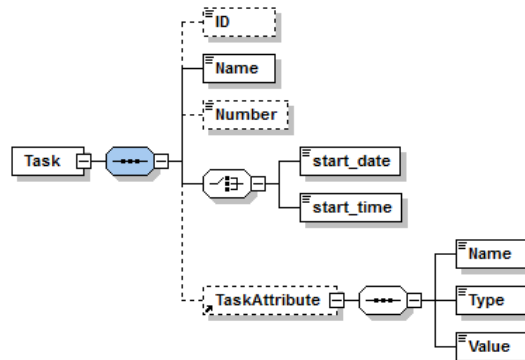 ID
Name
Number
Task
start_date
start_time
TaskAttribute
Name
Type
Value